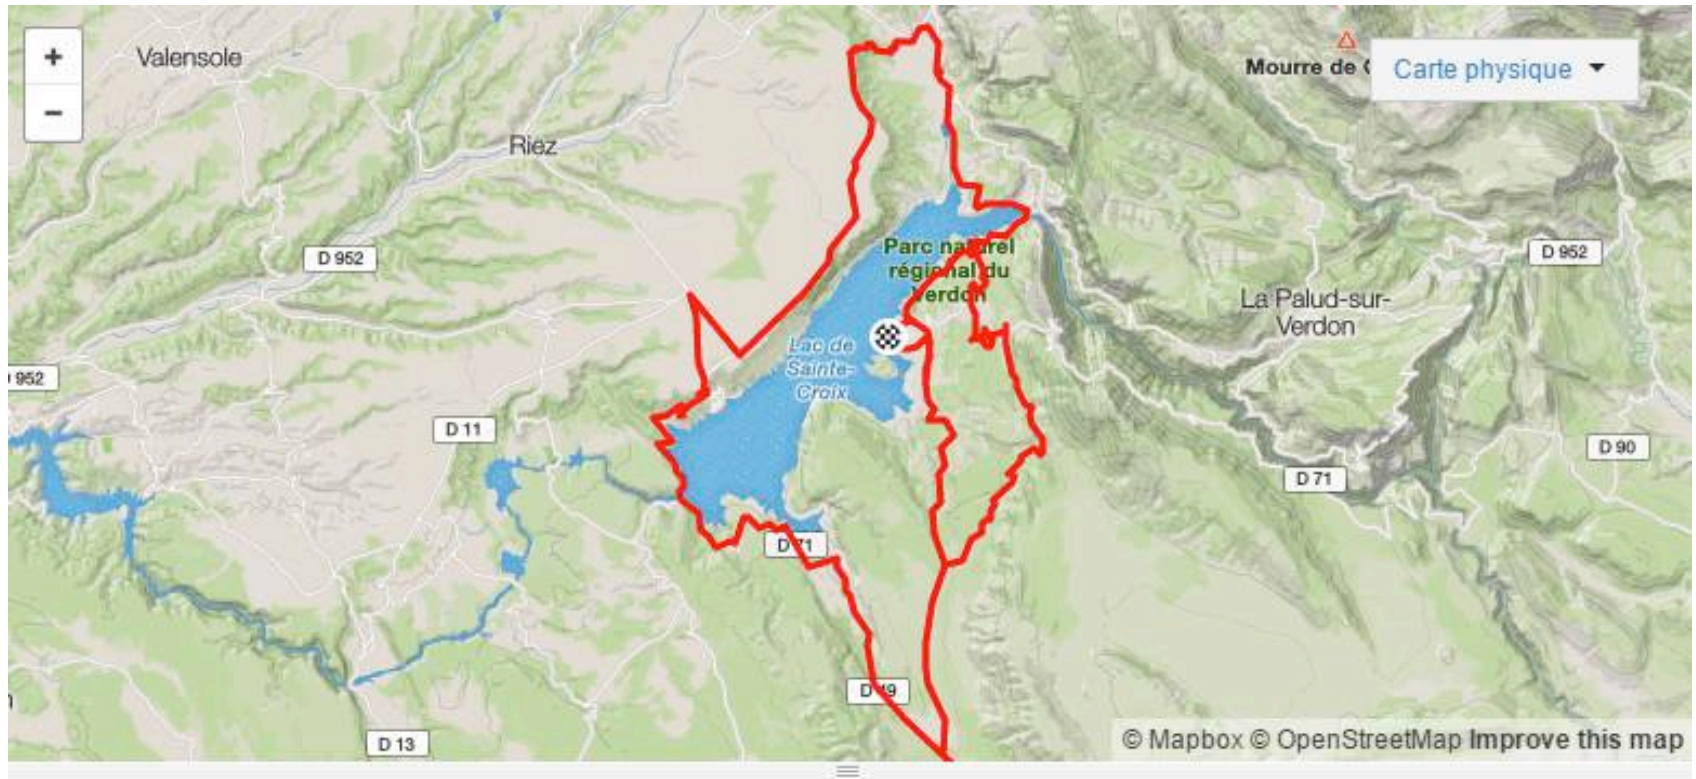 +
−
Valensole
Mourre de C
Carte physique
Riez
D 952
Parc naturel
régional du
Verdon
D 952
La Palud-sur-
Verdon
Lac de
Sainte-
Croix
952
D 11
D 90
D 71
D 71
D 49
D 13
© Mapbox © OpenStreetMap Improve this map